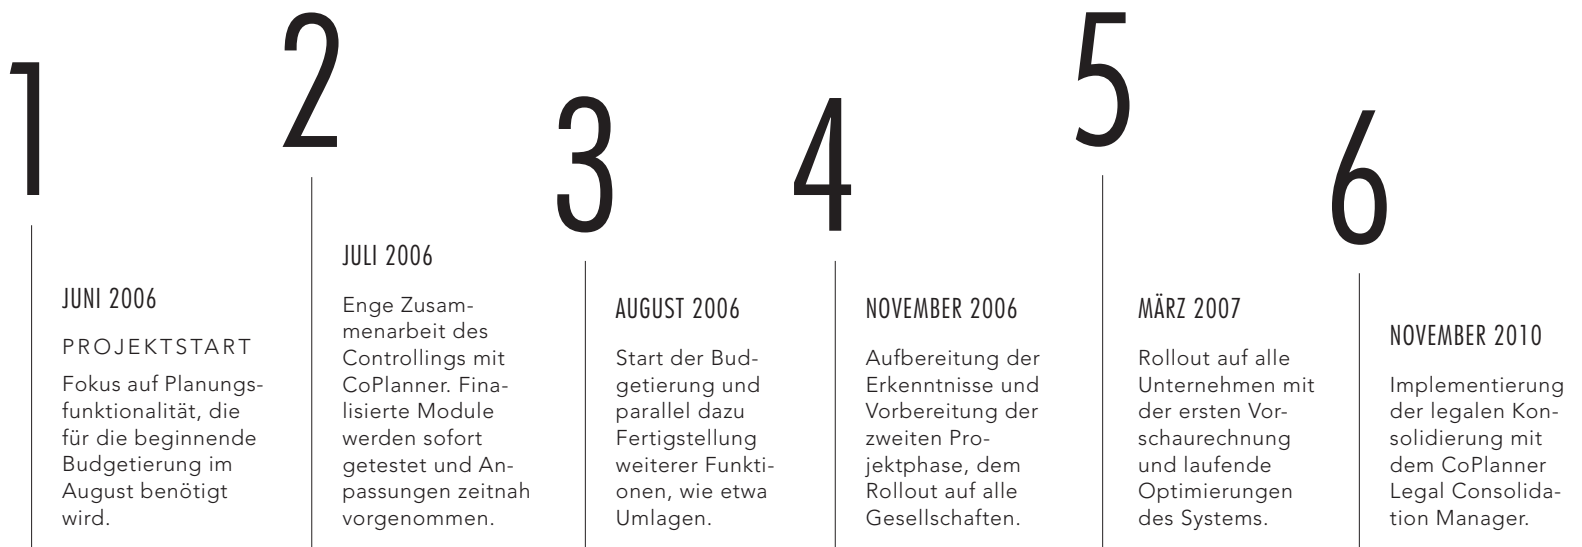 1
JUNI 2006
PROJEKTSTART
Fokus auf Planungs-
funktionalität, die
für die beginnende
Budgetierung im
August benötigt
wird.
2
JULI 2006
Enge Zusam-
menarbeit des
Controllings mit
CoPlanner. Fina-
lisierte Module
werden sofort
getestet und An-
passungen zeitnah
vorgenommen.
3
AUGUST 2006
Start der Bud-
getierung und
parallel dazu
Fertigstellung
weiterer Funkti-
onen, wie etwa
Umlagen.
4
NOVEMBER 2006
Aufbereitung der
Erkenntnisse und
Vorbereitung der
zweiten Pro-
jektphase, dem
Rollout auf alle
Gesellschaften.
5
MÄRZ 2007
Rollout auf alle
Unternehmen mit
der ersten Vor-
schaurechnung
und laufende
Optimierungen
des Systems.
6
NOVEMBER 2010
Implementierung
der legalen Kon-
solidierung mit
dem CoPlanner
Legal Consolida-
tion Manager.